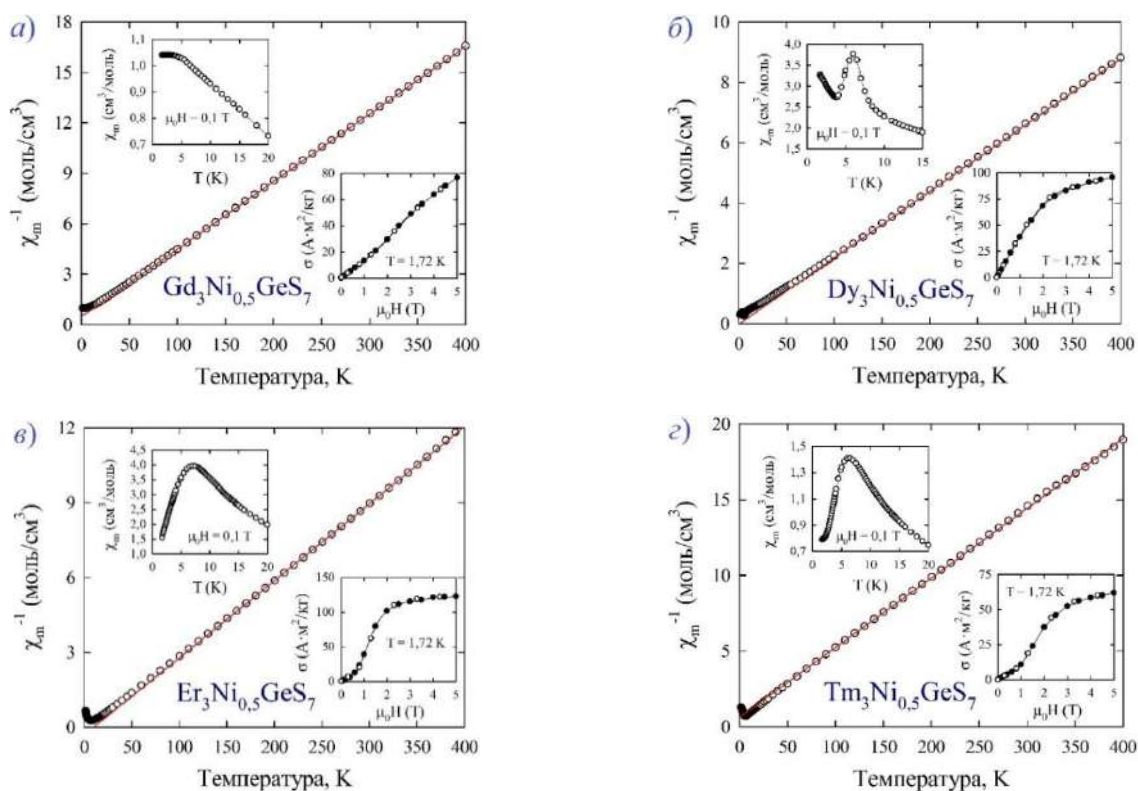 а)
χₘ⁻¹ (моль/см³)
18
15
12
9
6
3
0
χₘ (см³/моль)
1,1
1,0
0,9
0,8
0,7
μ₀H – 0,1 T
0 5 10 15 20
T (K)
σ (А·м²/кг)
80
60
40
20
0
T = 1,72 K
0 1 2 3 4 5
μ₀H (T)
Gd₃Ni₀,₅GeS₇
0 50 100 150 200 250 300 350 400
Температура, K
б)
χₘ⁻¹ (моль/см³)
10
8
6
4
2
0
χₘ (см³/моль)
4,0
3,5
3,0
2,5
2,0
1,5
μ₀H – 0,1 T
0 5 10 15
T (K)
σ (А·м²/кг)
100
75
50
25
0
T – 1,72 K
0 1 2 3 4 5
μ₀H (T)
Dy₃Ni₀,₅GeS₇
0 50 100 150 200 250 300 350 400
Температура, K
в)
χₘ⁻¹ (моль/см³)
12
9
6
3
0
χₘ (см³/моль)
4,5
4,0
3,5
3,0
2,5
2,0
1,5
1,0
μ₀H = 0,1 T
0 5 10 15 20
T (K)
σ (А·м²/кг)
150
100
50
0
T = 1,72 K
0 1 2 3 4 5
μ₀H (T)
Er₃Ni₀,₅GeS₇
0 50 100 150 200 250 300 350 400
Температура, K
г)
χₘ⁻¹ (моль/см³)
20
15
10
5
0
χₘ (см³/моль)
1,5
1,4
1,2
1,1
0,9
0,8
μ₀H – 0,1 T
0 5 10 15 20
T (K)
σ (А·м²/кг)
75
50
25
0
T – 1,72 K
0 1 2 3 4 5
μ₀H (T)
Tm₃Ni₀,₅GeS₇
0 50 100 150 200 250 300 350 400
Температура, K